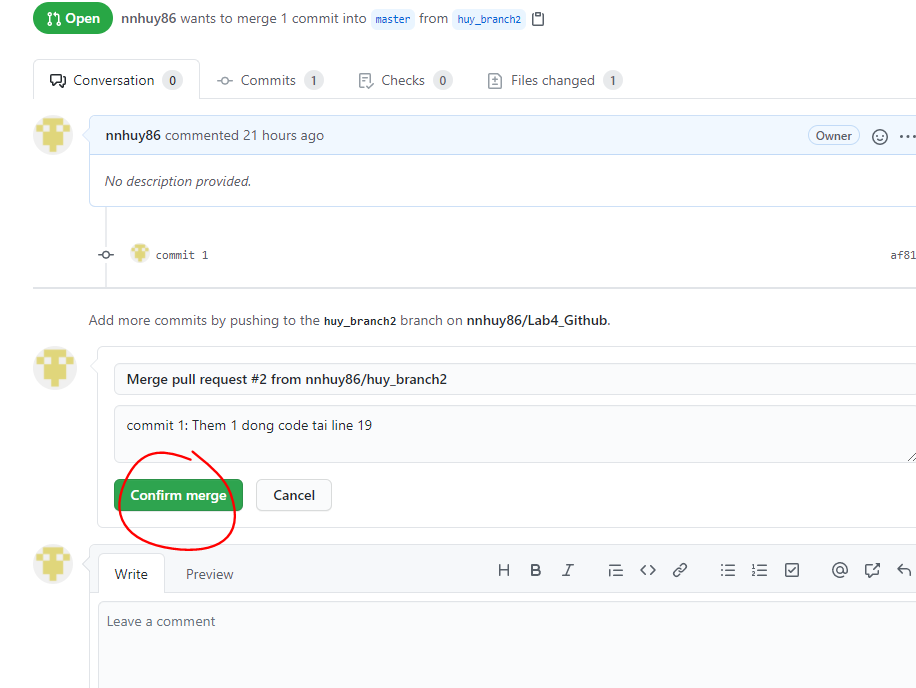 Open nnhuy86 wants to merge 1 commit into master from huy_branch2
Conversation 0 Commits 1 Checks 0 Files changed 1
nnhuy86 commented 21 hours ago Owner
No description provided.
commit 1 af81
Add more commits by pushing to the huy_branch2 branch on nnhuy86/Lab4_Github.
Merge pull request #2 from nnhuy86/huy_branch2
commit 1: Them 1 dong code tai line 19
Confirm merge Cancel
Write Preview
Leave a comment